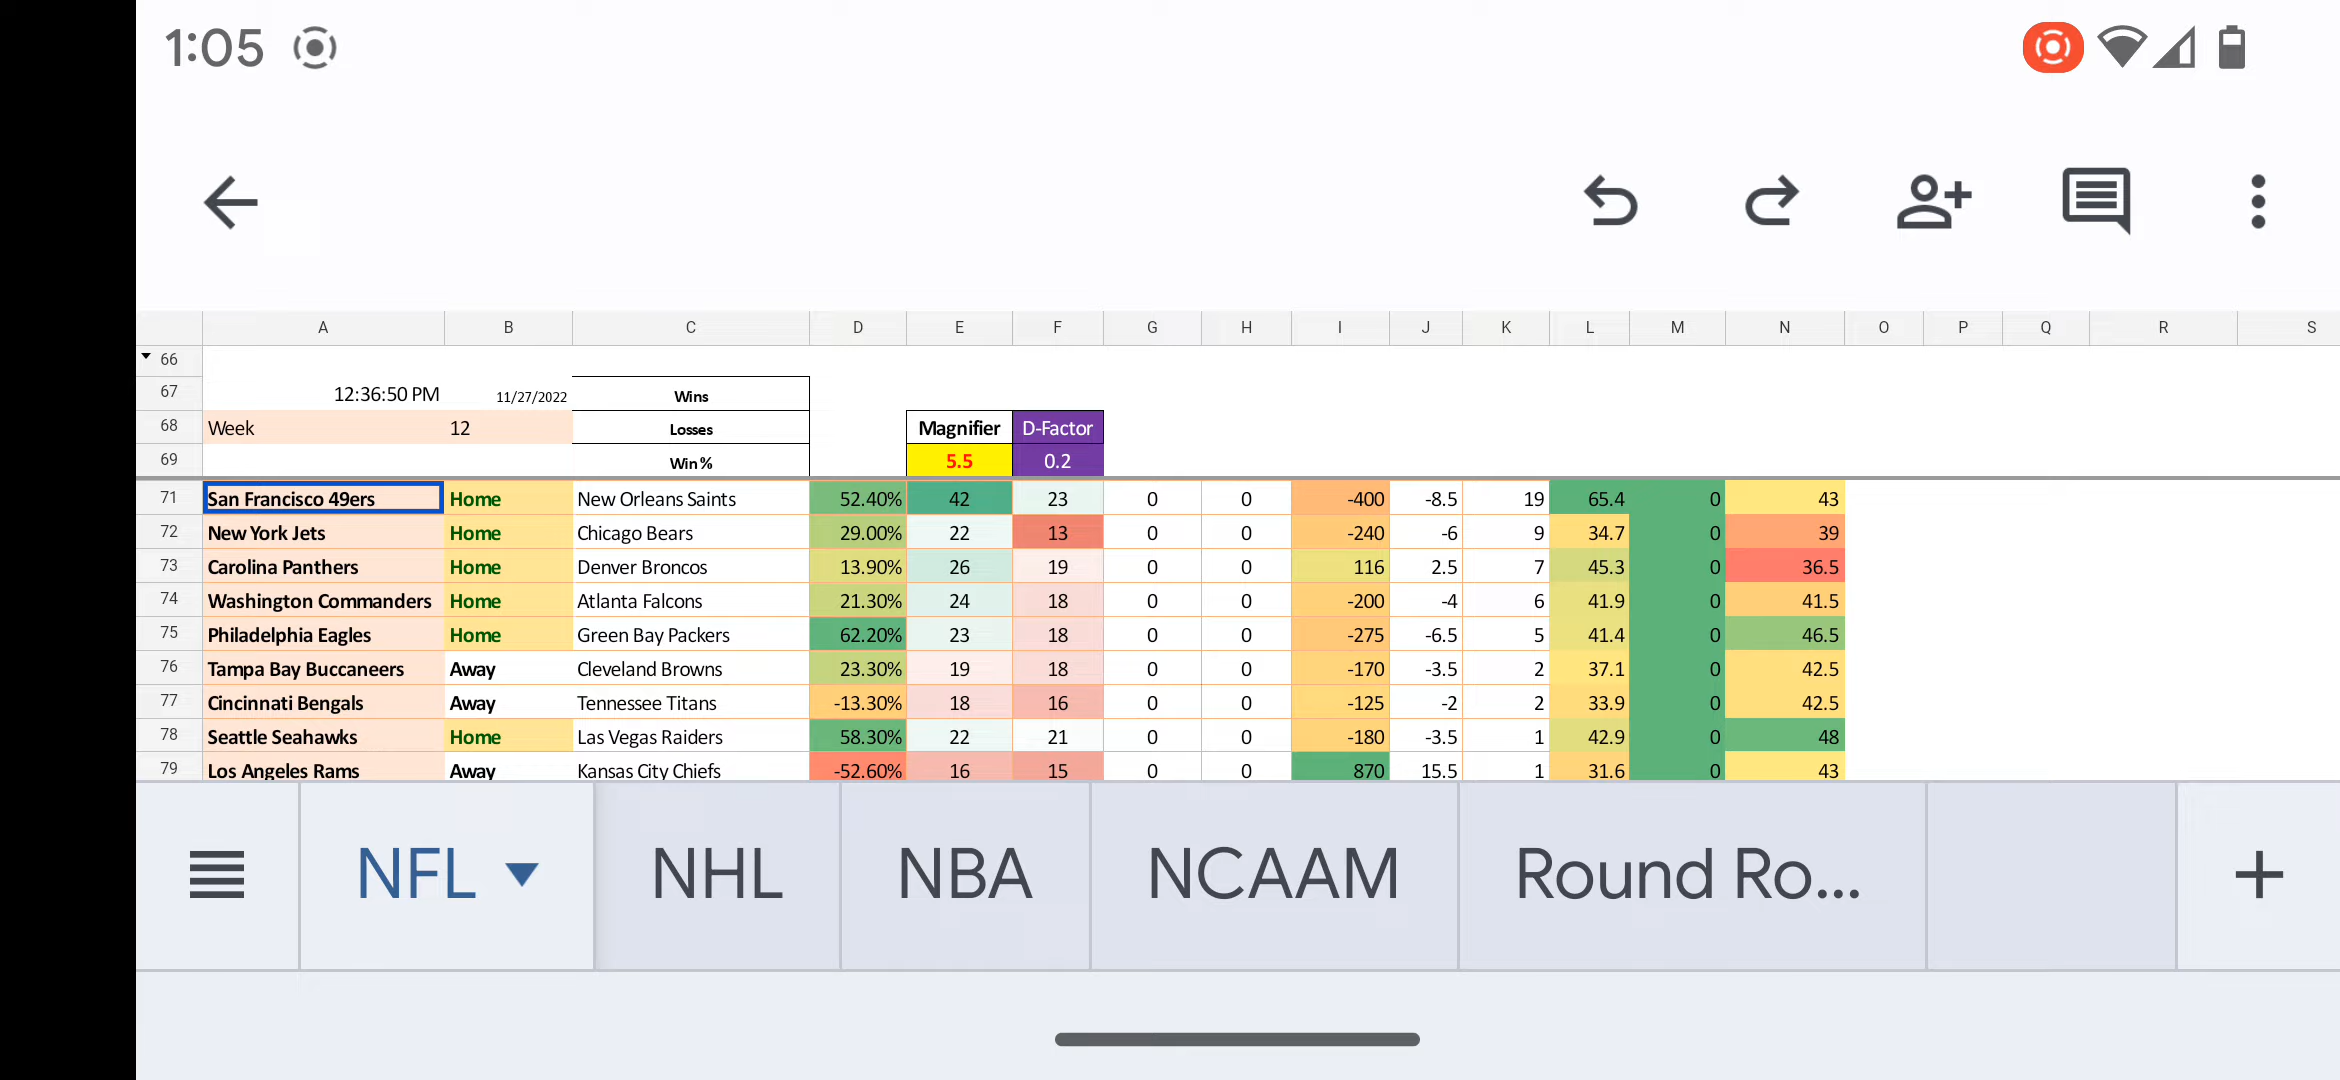 1:05
A B C D E F G H I J K L M N O P Q R S
66
67 12:36:50 PM 11/27/2022 Wins
68 Week 12 Losses Magnifier D-Factor
69 Win% 5.5 0.2
71 San Francisco 49ers Home New Orleans Saints 52.40% 42 23 0 0 -400 -8.5 19 65.4 0 43
72 New York Jets Home Chicago Bears 29.00% 22 13 0 0 -240 -6 9 34.7 0 39
73 Carolina Panthers Home Denver Broncos 13.90% 26 19 0 0 116 2.5 7 45.3 0 36.5
74 Washington Commanders Home Atlanta Falcons 21.30% 24 18 0 0 -200 -4 6 41.9 0 41.5
75 Philadelphia Eagles Home Green Bay Packers 62.20% 23 18 0 0 -275 -6.5 5 41.4 0 46.5
76 Tampa Bay Buccaneers Away Cleveland Browns 23.30% 19 18 0 0 -170 -3.5 2 37.1 0 42.5
77 Cincinnati Bengals Away Tennessee Titans -13.30% 18 16 0 0 -125 -2 2 33.9 0 42.5
78 Seattle Seahawks Home Las Vegas Raiders 58.30% 22 21 0 0 -180 -3.5 1 42.9 0 48
79 Los Angeles Rams Away Kansas City Chiefs -52.60% 16 15 0 0 870 15.5 1 31.6 0 43
NFL NHL NBA NCAAM Round Ro...